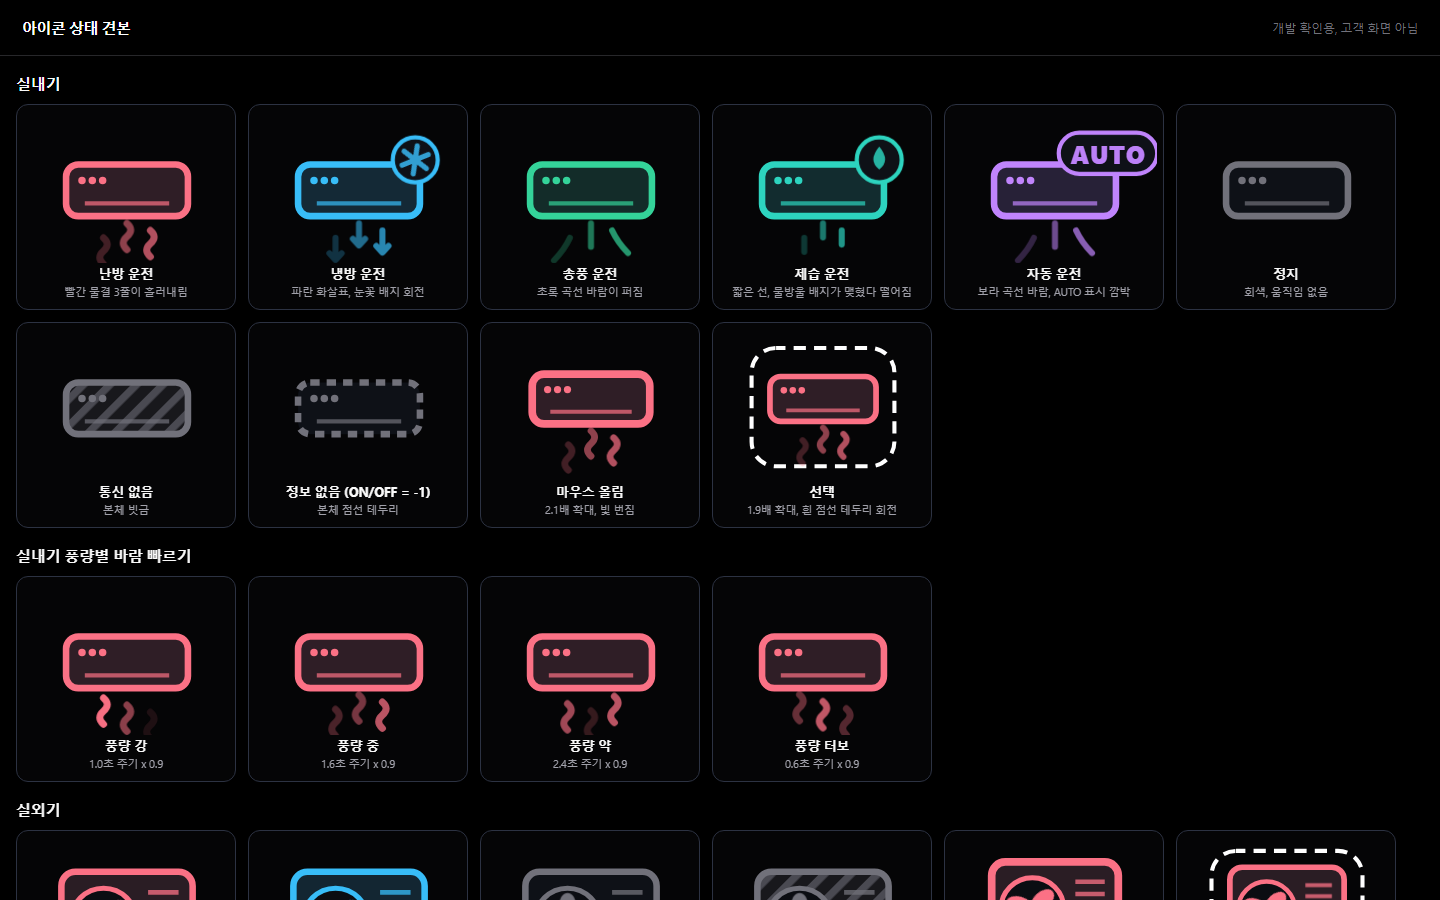 아이콘 상태 견본
개발 확인용, 고객 화면 아님
실내기
AUTO
난방 운전
빨간 물결 3풀이 흘러내림
냉방 운전
파란 화살표, 눈꽃 배지 회전
송풍 운전
초록 곡선 바람이 퍼짐
제습 운전
짧은 선, 물방울 배지가 맺혔다 떨어짐
자동 운전
보라 곡선 바람, AUTO 표시 깜박
정지
회색, 움직임 없음
통신 없음
본체 빗금
정보 없음 (ON/OFF = -1)
본체 점선 테두리
마우스 올림
2.1배 확대, 빛 번짐
선택
1.9배 확대, 흰 점선 테두리 회전
실내기 풍량별 바람 빠르기
풍량 강
1.0초 주기 x 0.9
풍량 중
1.6초 주기 x 0.9
풍량 약
2.4초 주기 x 0.9
풍량 터보
0.6초 주기 x 0.9
실외기